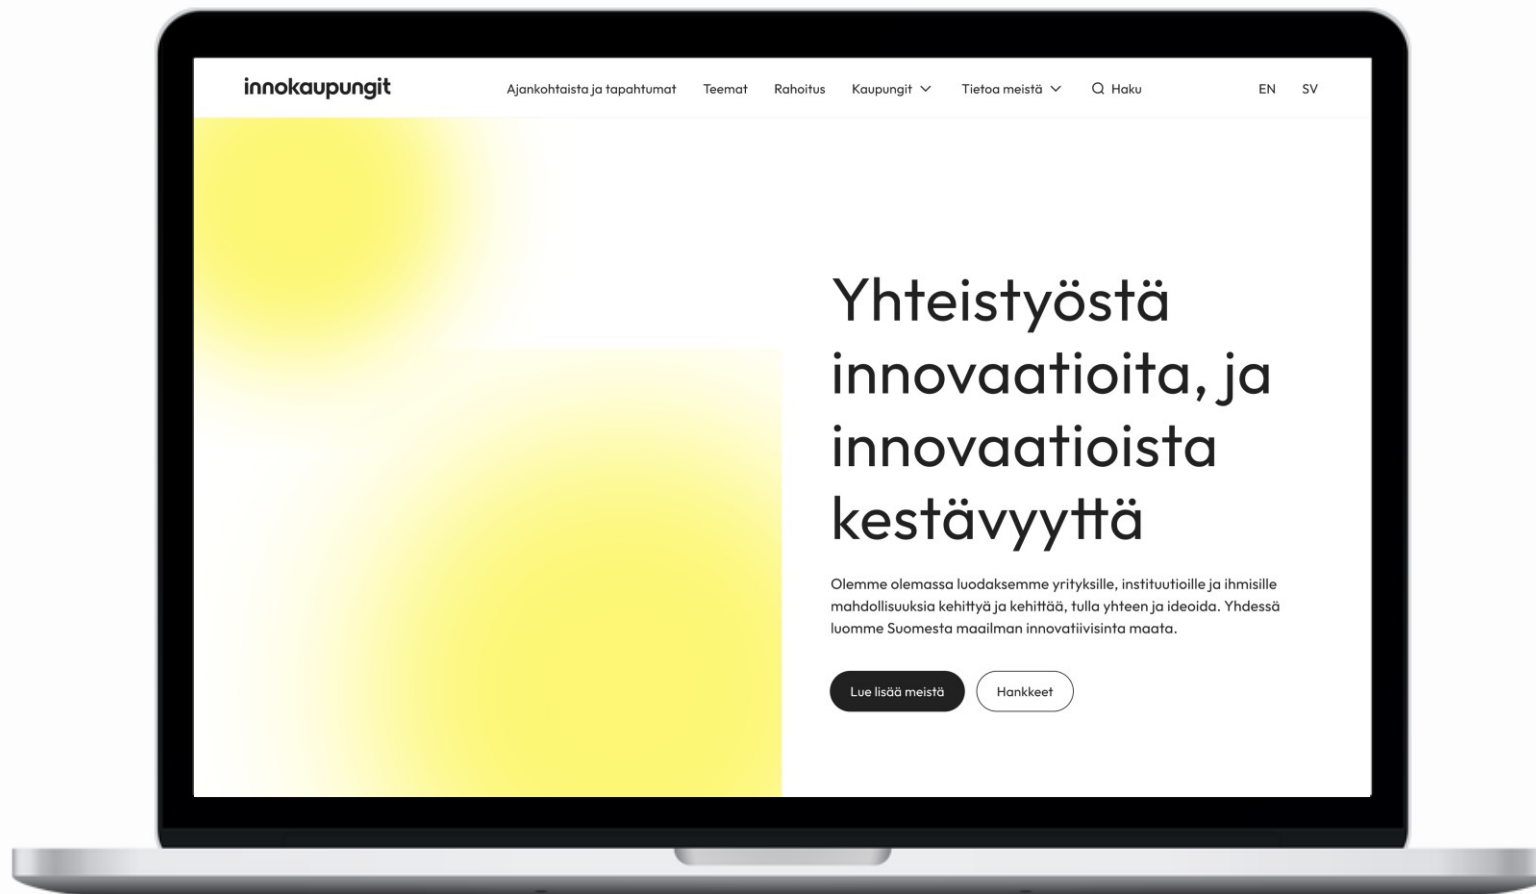 innokaupungit
Ajankohtaista ja tapahtumat Teemat Rahoitus Kaupungit Tietoa meistä Haku EN SV
Yhteistyöstä
innovaatioita, ja
innovaatioista
kestävyyttä
Olemme olemassa luodaksemme yrityksille, instituutioille ja ihmisille
mahdollisuuksia kehittyä ja kehittää, tulla yhteen ja ideoida. Yhdessä
luomme Suomesta maailman innovatiivisinta maata.
Lue lisää meistä Hankkeet